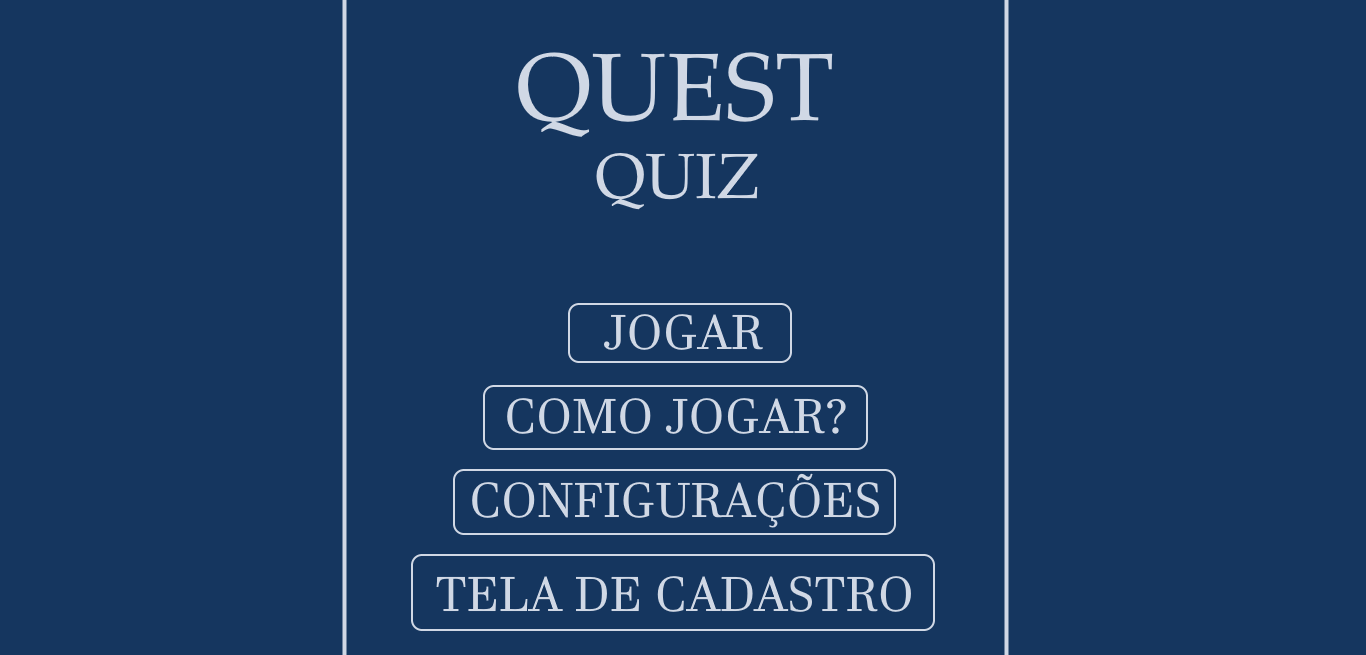 QUEST
QUIZ
JOGAR
COMO JOGAR?
CONFIGURAÇÕES
TELA DE CADASTRO